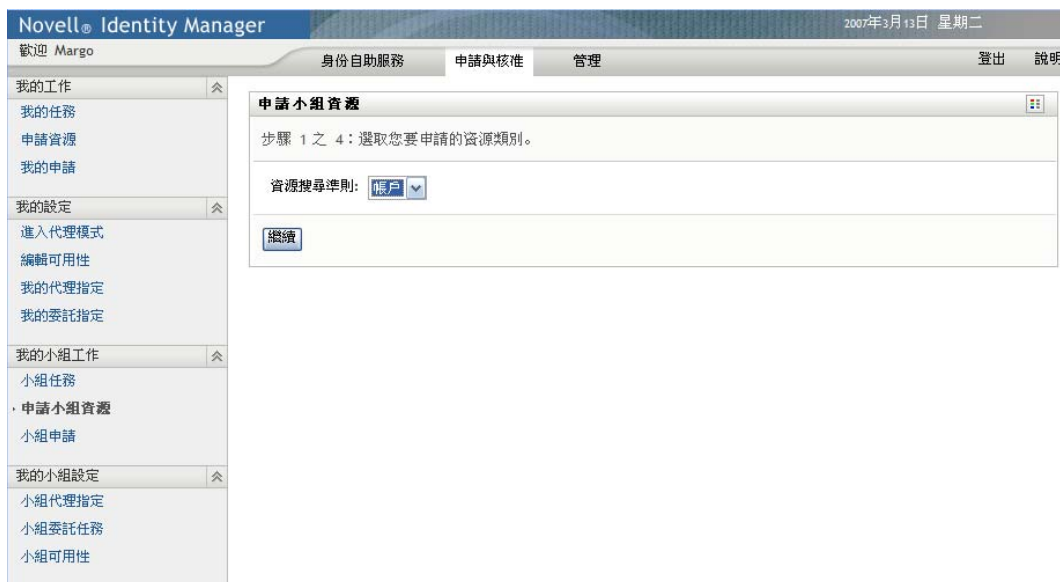 Novell® Identity Manager
2007年3月13日 星期二
歡迎 Margo
身份自助服務
申請與核准
管理
登出
說明
我的工作
我的任務
申請資源
我的申請
我的設定
進入代理模式
編輯可用性
我的代理指定
我的委託指定
我的小組工作
小組任務
申請小組資源
小組申請
我的小組設定
小組代理指定
小組委託任務
小組可用性
申請小組資源
步驟 1 之 4：選取您要申請的資源類別。
資源搜尋準則: 帳戶
繼續